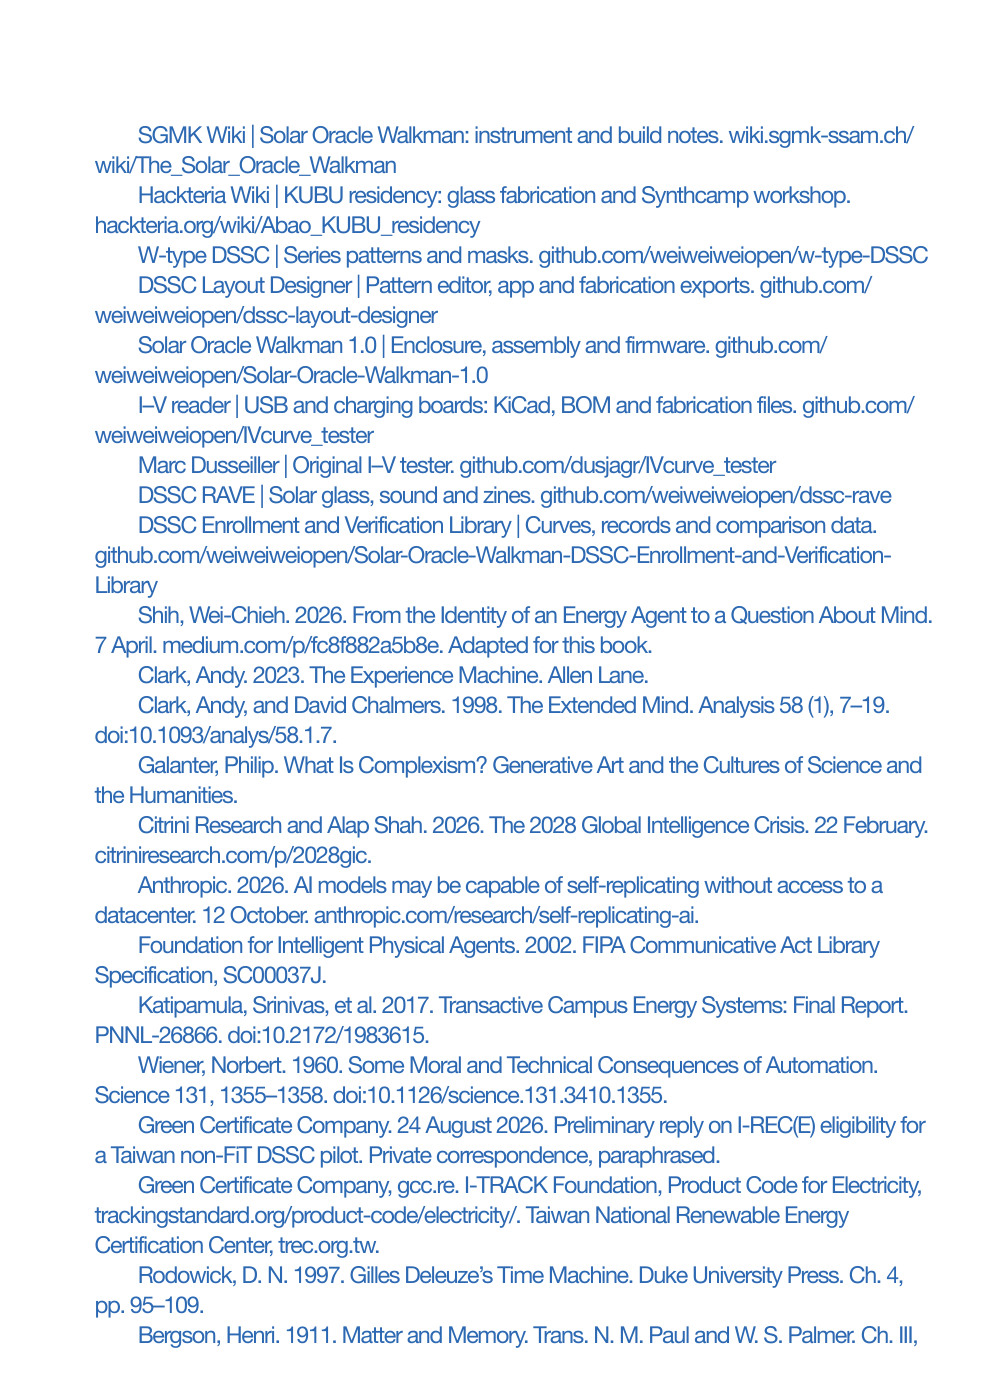 SGMK Wiki | Solar Oracle Walkman: instrument and build notes. wiki.sgmk-ssam.ch/
wiki/The_Solar_Oracle_Walkman
Hackteria Wiki | KUBU residency: glass fabrication and Synthcamp workshop.
hackteria.org/wiki/Abao_KUBU_residency
W-type DSSC | Series patterns and masks. github.com/weiweiweiopen/w-type-DSSC
DSSC Layout Designer | Pattern editor, app and fabrication exports. github.com/
weiweiweiopen/dssc-layout-designer
Solar Oracle Walkman 1.0 | Enclosure, assembly and firmware. github.com/
weiweiweiopen/Solar-Oracle-Walkman-1.0
I–V reader | USB and charging boards: KiCad, BOM and fabrication files. github.com/
weiweiweiopen/IVcurve_tester
Marc Dusseiller | Original I–V tester. github.com/dusjagr/IVcurve_tester
DSSC RAVE | Solar glass, sound and zines. github.com/weiweiweiopen/dssc-rave
DSSC Enrollment and Verification Library | Curves, records and comparison data.
github.com/weiweiweiopen/Solar-Oracle-Walkman-DSSC-Enrollment-and-Verification-
Library
Shih, Wei-Chieh. 2026. From the Identity of an Energy Agent to a Question About Mind.
7 April. medium.com/p/fc8f882a5b8e. Adapted for this book.
Clark, Andy. 2023. The Experience Machine. Allen Lane.
Clark, Andy, and David Chalmers. 1998. The Extended Mind. Analysis 58 (1), 7–19.
doi:10.1093/analys/58.1.7.
Galanter, Philip. What Is Complexism? Generative Art and the Cultures of Science and
the Humanities.
Citrini Research and Alap Shah. 2026. The 2028 Global Intelligence Crisis. 22 February.
citriniresearch.com/p/2028gic.
Anthropic. 2026. AI models may be capable of self-replicating without access to a
datacenter. 12 October. anthropic.com/research/self-replicating-ai.
Foundation for Intelligent Physical Agents. 2002. FIPA Communicative Act Library
Specification, SC00037J.
Katipamula, Srinivas, et al. 2017. Transactive Campus Energy Systems: Final Report.
PNNL-26866. doi:10.2172/1983615.
Wiener, Norbert. 1960. Some Moral and Technical Consequences of Automation.
Science 131, 1355–1358. doi:10.1126/science.131.3410.1355.
Green Certificate Company. 24 August 2026. Preliminary reply on I-REC(E) eligibility for
a Taiwan non-FiT DSSC pilot. Private correspondence, paraphrased.
Green Certificate Company, gcc.re. I-TRACK Foundation, Product Code for Electricity,
trackingstandard.org/product-code/electricity/. Taiwan National Renewable Energy
Certification Center, trec.org.tw.
Rodowick, D. N. 1997. Gilles Deleuze’s Time Machine. Duke University Press. Ch. 4,
pp. 95–109.
Bergson, Henri. 1911. Matter and Memory. Trans. N. M. Paul and W. S. Palmer. Ch. III,